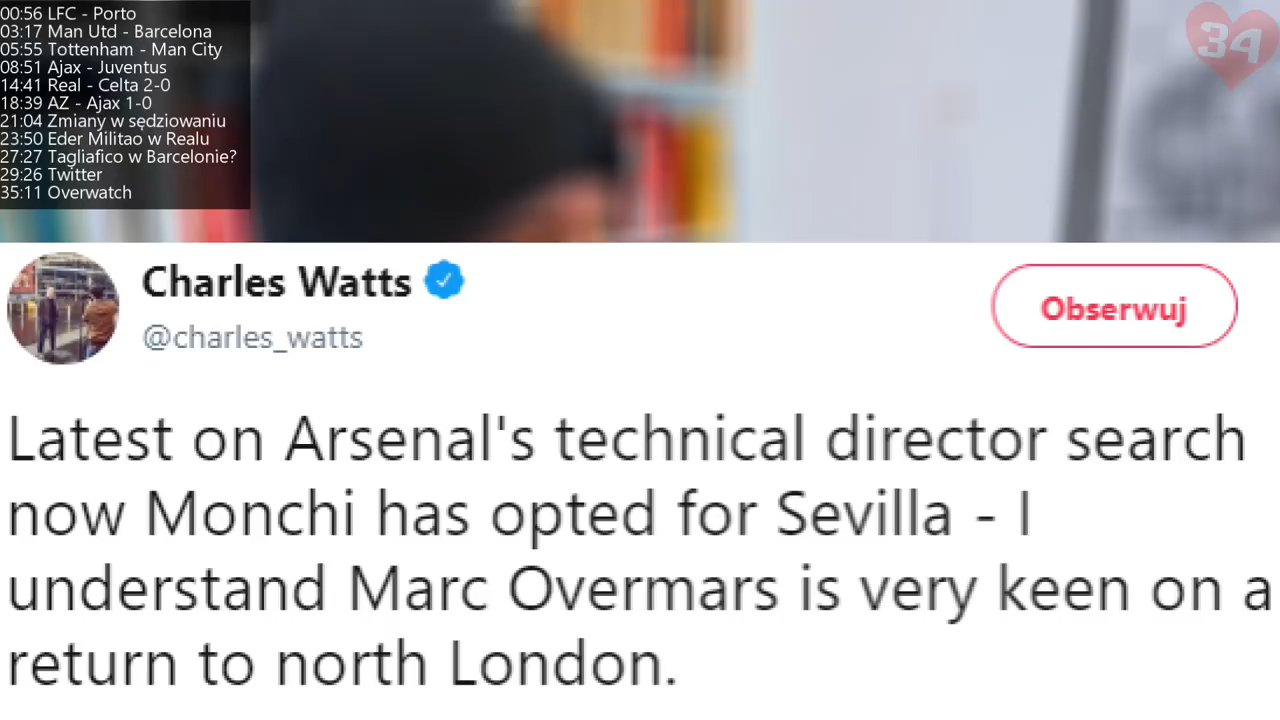 00:56 LFC - Porto
03:17 Man Utd - Barcelona
05:55 Tottenham - Man City
08:51 Ajax - Juventus
14:41 Real - Celta 2-0
18:39 AZ - Ajax 1-0
21:04 Zmiany w sędziowaniu
23:50 Eder Militao w Realu
27:27 Tagliafico w Barcelonie?
29:26 Twitter
35:11 Overwatch
34
Charles Watts
@charles_watts
Obserwuj
Latest on Arsenal's technical director search
now Monchi has opted for Sevilla - I
understand Marc Overmars is very keen on a
return to north London.